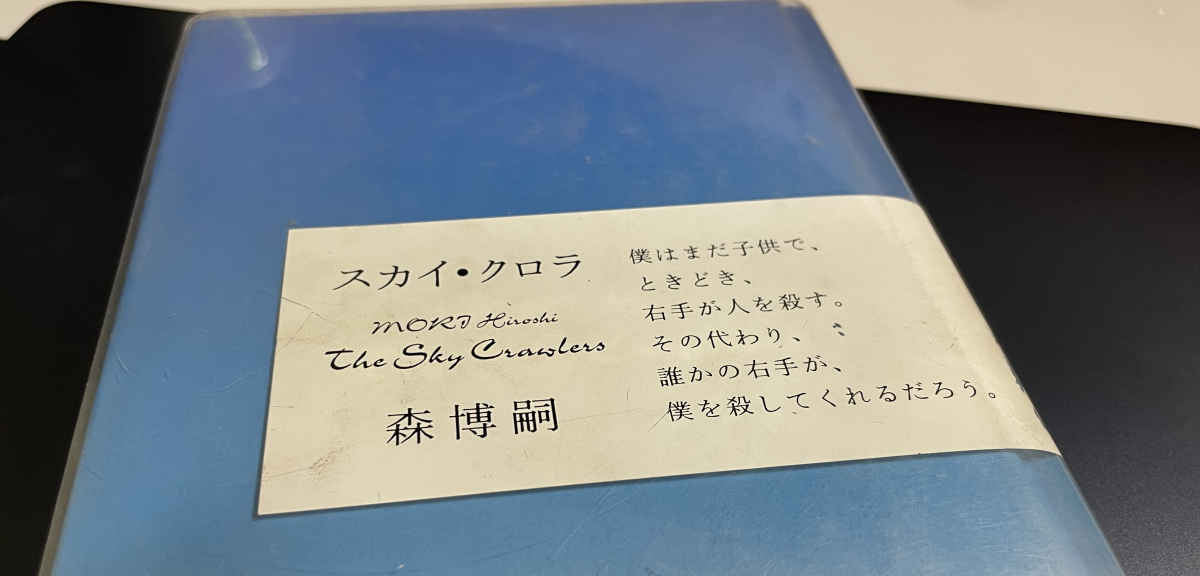 スカイ・クロラ
MORI Hiroshi
The Sky Crawlers
森博嗣
僕はまだ子供で、
ときどき、
右手が人を殺す。
その代わり、
誰かの右手が、
僕を殺してくれるだろう。